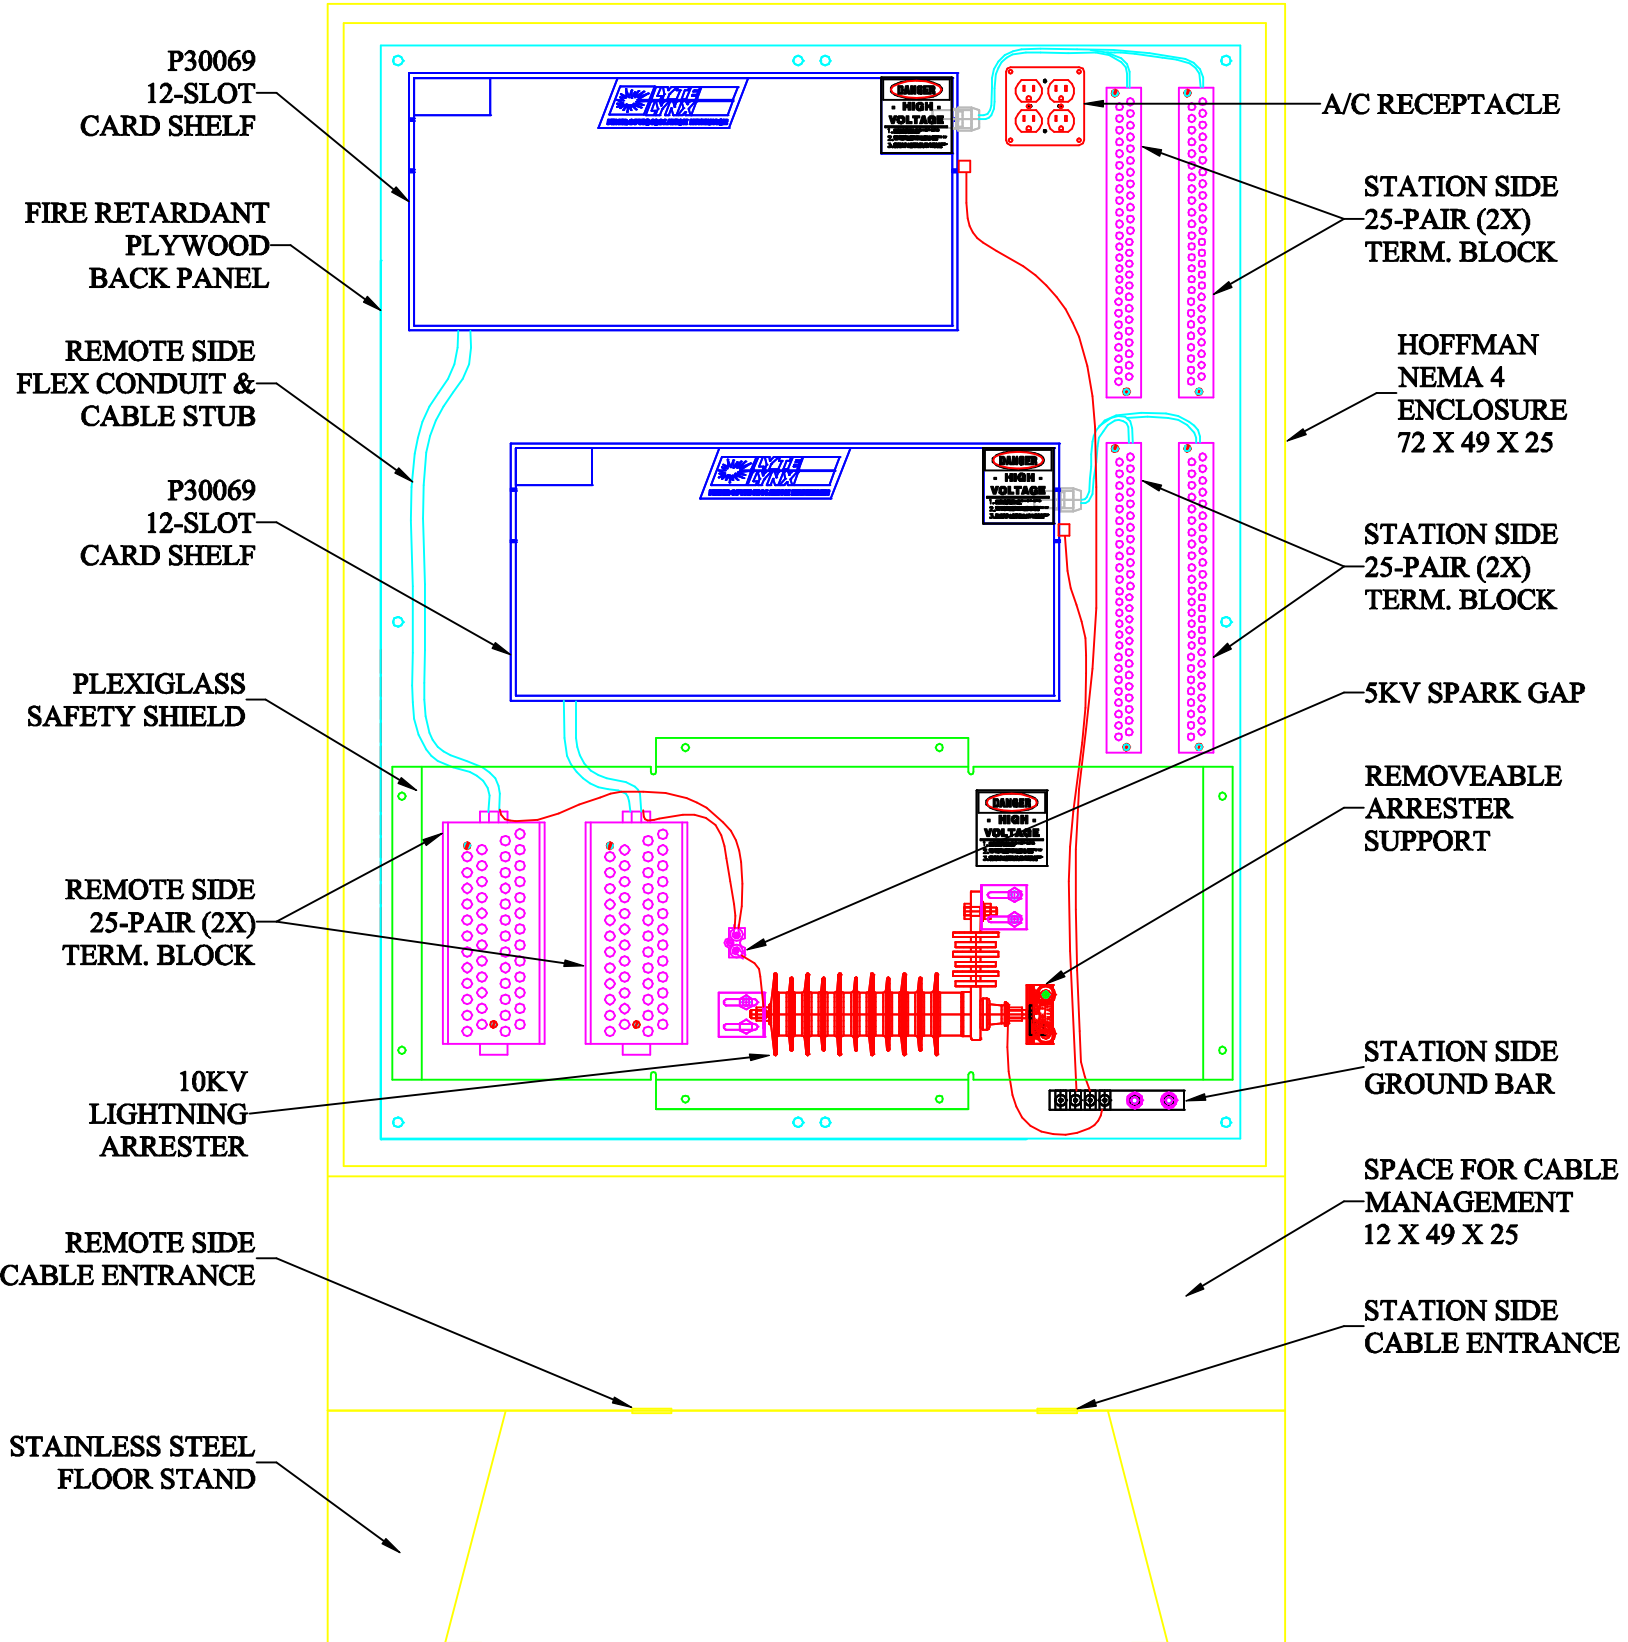 P30069
12-SLOT
CARD SHELF
FIRE RETARDANT
PLYWOOD
BACK PANEL
REMOTE SIDE
FLEX CONDUIT &
CABLE STUB
P30069
12-SLOT
CARD SHELF
PLEXIGLASS
SAFETY SHIELD
REMOTE SIDE
25-PAIR (2X)
TERM. BLOCK
10KV
LIGHTNING
ARRESTER
REMOTE SIDE
CABLE ENTRANCE
STAINLESS STEEL
FLOOR STAND
LYTE
LYNX
DANGER
- HIGH -
VOLTAGE
LYTE
LYNX
DANGER
- HIGH -
VOLTAGE
DANGER
- HIGH -
VOLTAGE
A/C RECEPTACLE
STATION SIDE
25-PAIR (2X)
TERM. BLOCK
HOFFMAN
NEMA 4
ENCLOSURE
72 X 49 X 25
STATION SIDE
25-PAIR (2X)
TERM. BLOCK
5KV SPARK GAP
REMOVEABLE
ARRESTER
SUPPORT
STATION SIDE
GROUND BAR
SPACE FOR CABLE
MANAGEMENT
12 X 49 X 25
STATION SIDE
CABLE ENTRANCE